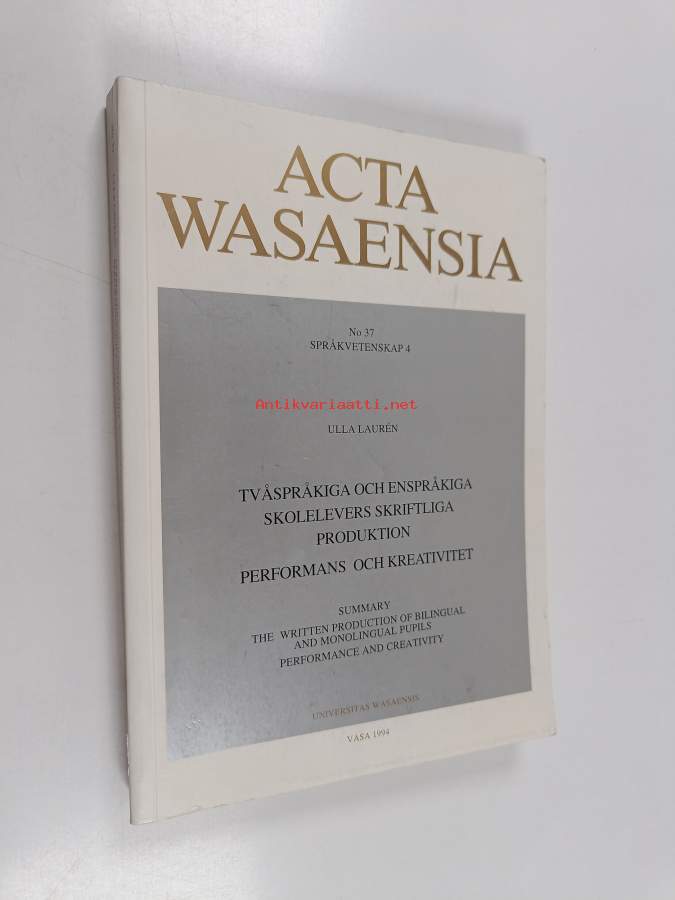 ACTA
WASAENSIA
No 37
SPRÅKVETENSKAP 4
Antikvariaatti.net
ULLA LAURÉN
TVÅSPRÅKIGA OCH ENSPRÅKIGA
SKOLELEVERS SKRIFTLIGA
PRODUKTION
PERFORMANS OCH KREATIVITET
SUMMARY
THE WRITTEN PRODUCTION OF BILINGUAL
AND MONOLINGUAL PUPILS
PERFORMANCE AND CREATIVITY
UNIVERSITAS WASAENSIS
VASA 1994